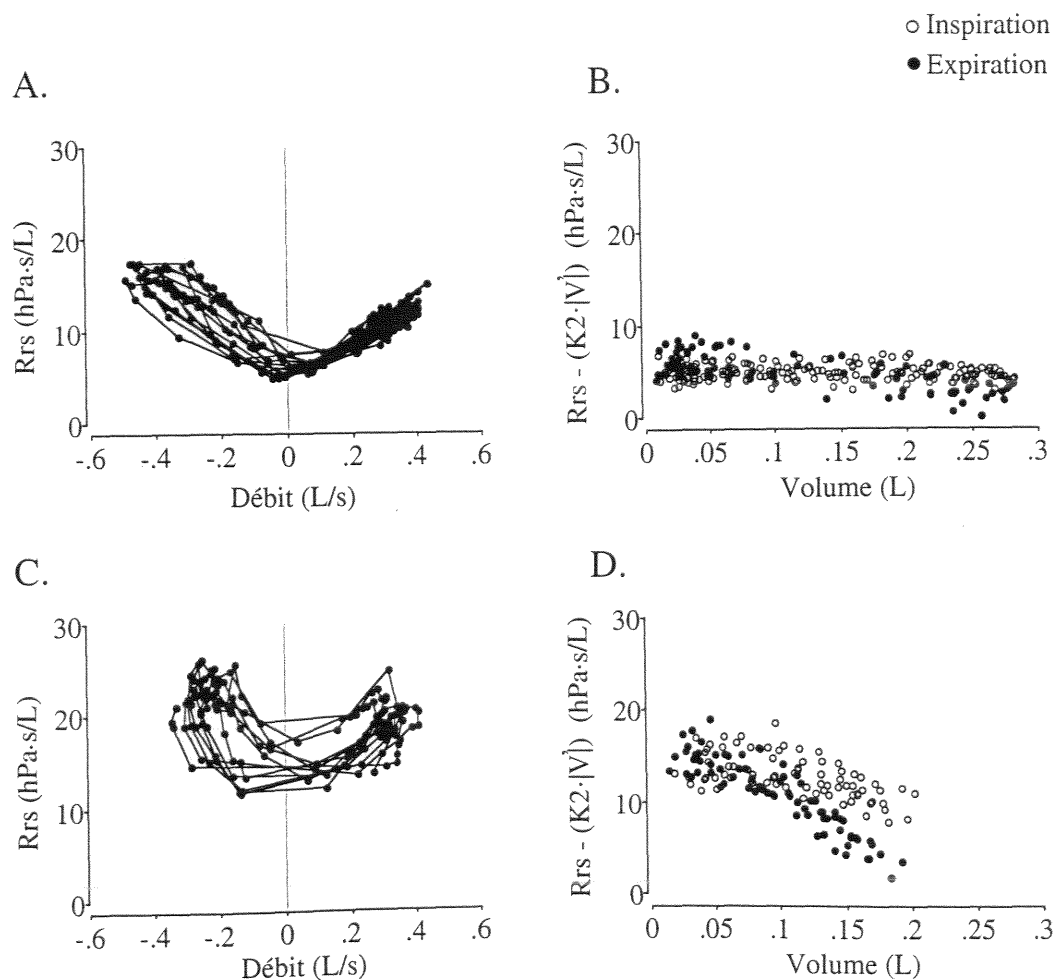 ○ Inspiration
● Expiration
A.
Rrs (hPa·s/L)
30
20
10
0
-.6 -.4 -.2 0 .2 .4 .6
Débit (L/s)
B.
Rrs - (K2·|V̇|) (hPa·s/L)
30
20
10
0
0 .05 .1 .15 .2 .25 .3
Volume (L)
C.
Rrs (hPa·s/L)
30
20
10
0
-.6 -.4 -.2 0 .2 .4 .6
Débit (L/s)
D.
Rrs - (K2·|V̇|) (hPa·s/L)
30
20
10
0
0 .05 .1 .15 .2 .25 .3
Volume (L)